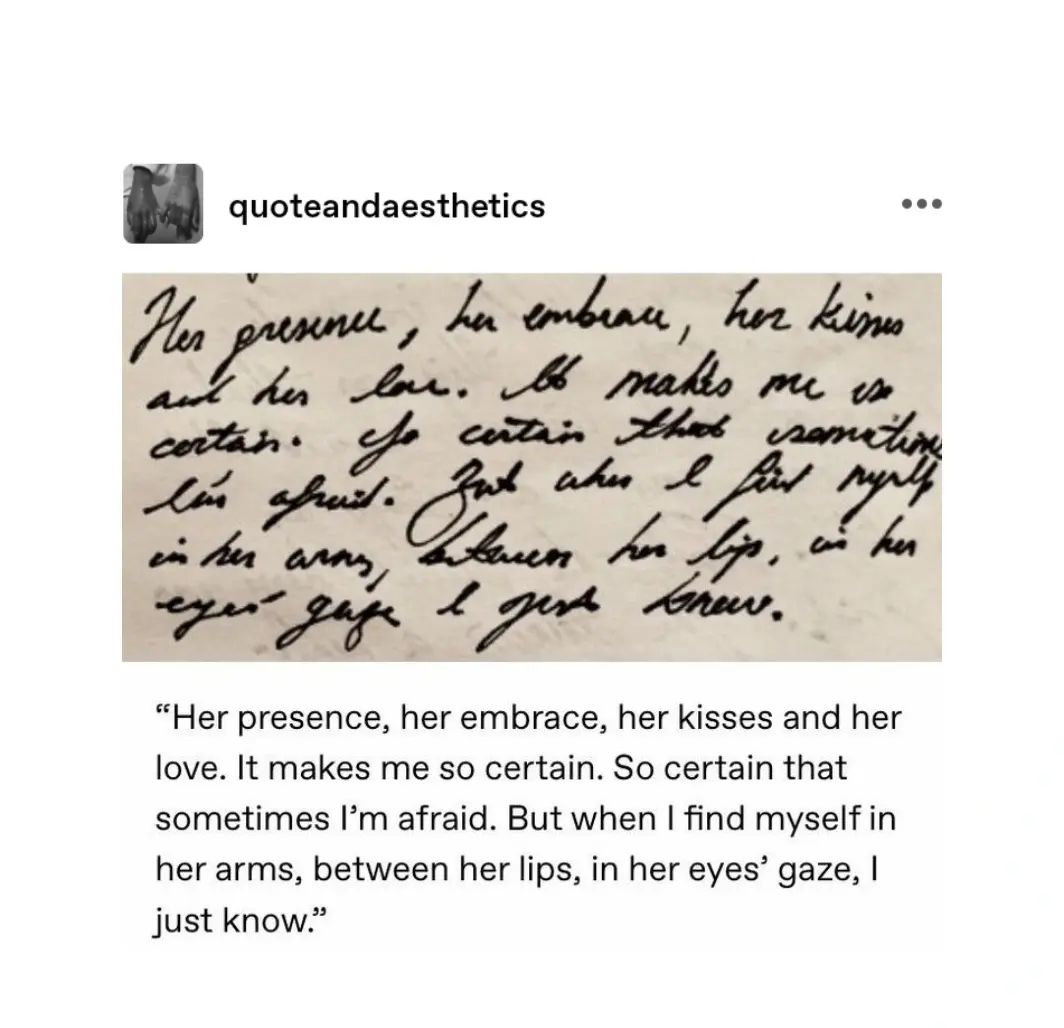 quoteandaesthetics
Her presence, her embrace, her kisses
and her love. It makes me so
certain. So certain that sometimes
I'm afraid. But when I find myself
in her arms, between her lips, in her
eyes' gaze I just know.
“Her presence, her embrace, her kisses and her
love. It makes me so certain. So certain that
sometimes I’m afraid. But when I find myself in
her arms, between her lips, in her eyes’ gaze, I
just know.”